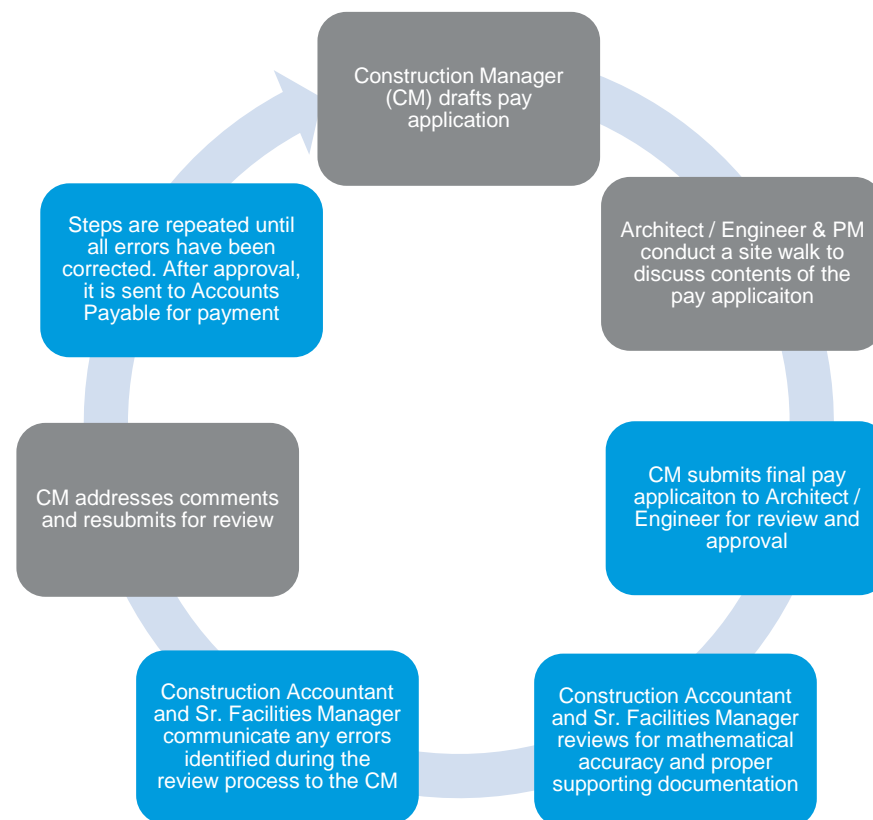 Construction Manager
(CM) drafts pay
application
Architect / Engineer & PM
conduct a site walk to
discuss contents of the
pay applicaiton
CM submits final pay
applicaiton to Architect /
Engineer for review and
approval
Construction Accountant
and Sr. Facilities Manager
reviews for mathematical
accuracy and proper
supporting documentation
Construction Accountant
and Sr. Facilities Manager
communicate any errors
identified during the
review process to the CM
CM addresses comments
and resubmits for review
Steps are repeated until
all errors have been
corrected. After approval,
it is sent to Accounts
Payable for payment